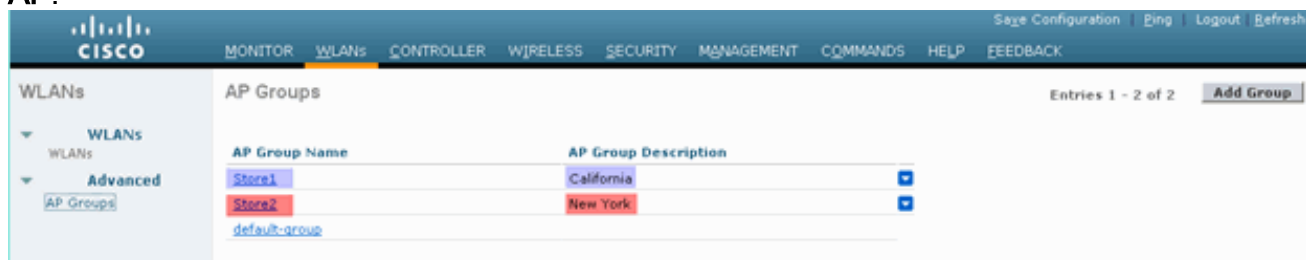 AP.
Save Configuration | Ping | Logout | Refresh
CISCO
MONITOR WLANs CONTROLLER WIRELESS SECURITY MANAGEMENT COMMANDS HELP FEEDBACK
WLANs
AP Groups
Entries 1 - 2 of 2 Add Group
WLANs
WLANs
Advanced
AP Groups
AP Group Name AP Group Description
Store1 California
Store2 New York
default-group